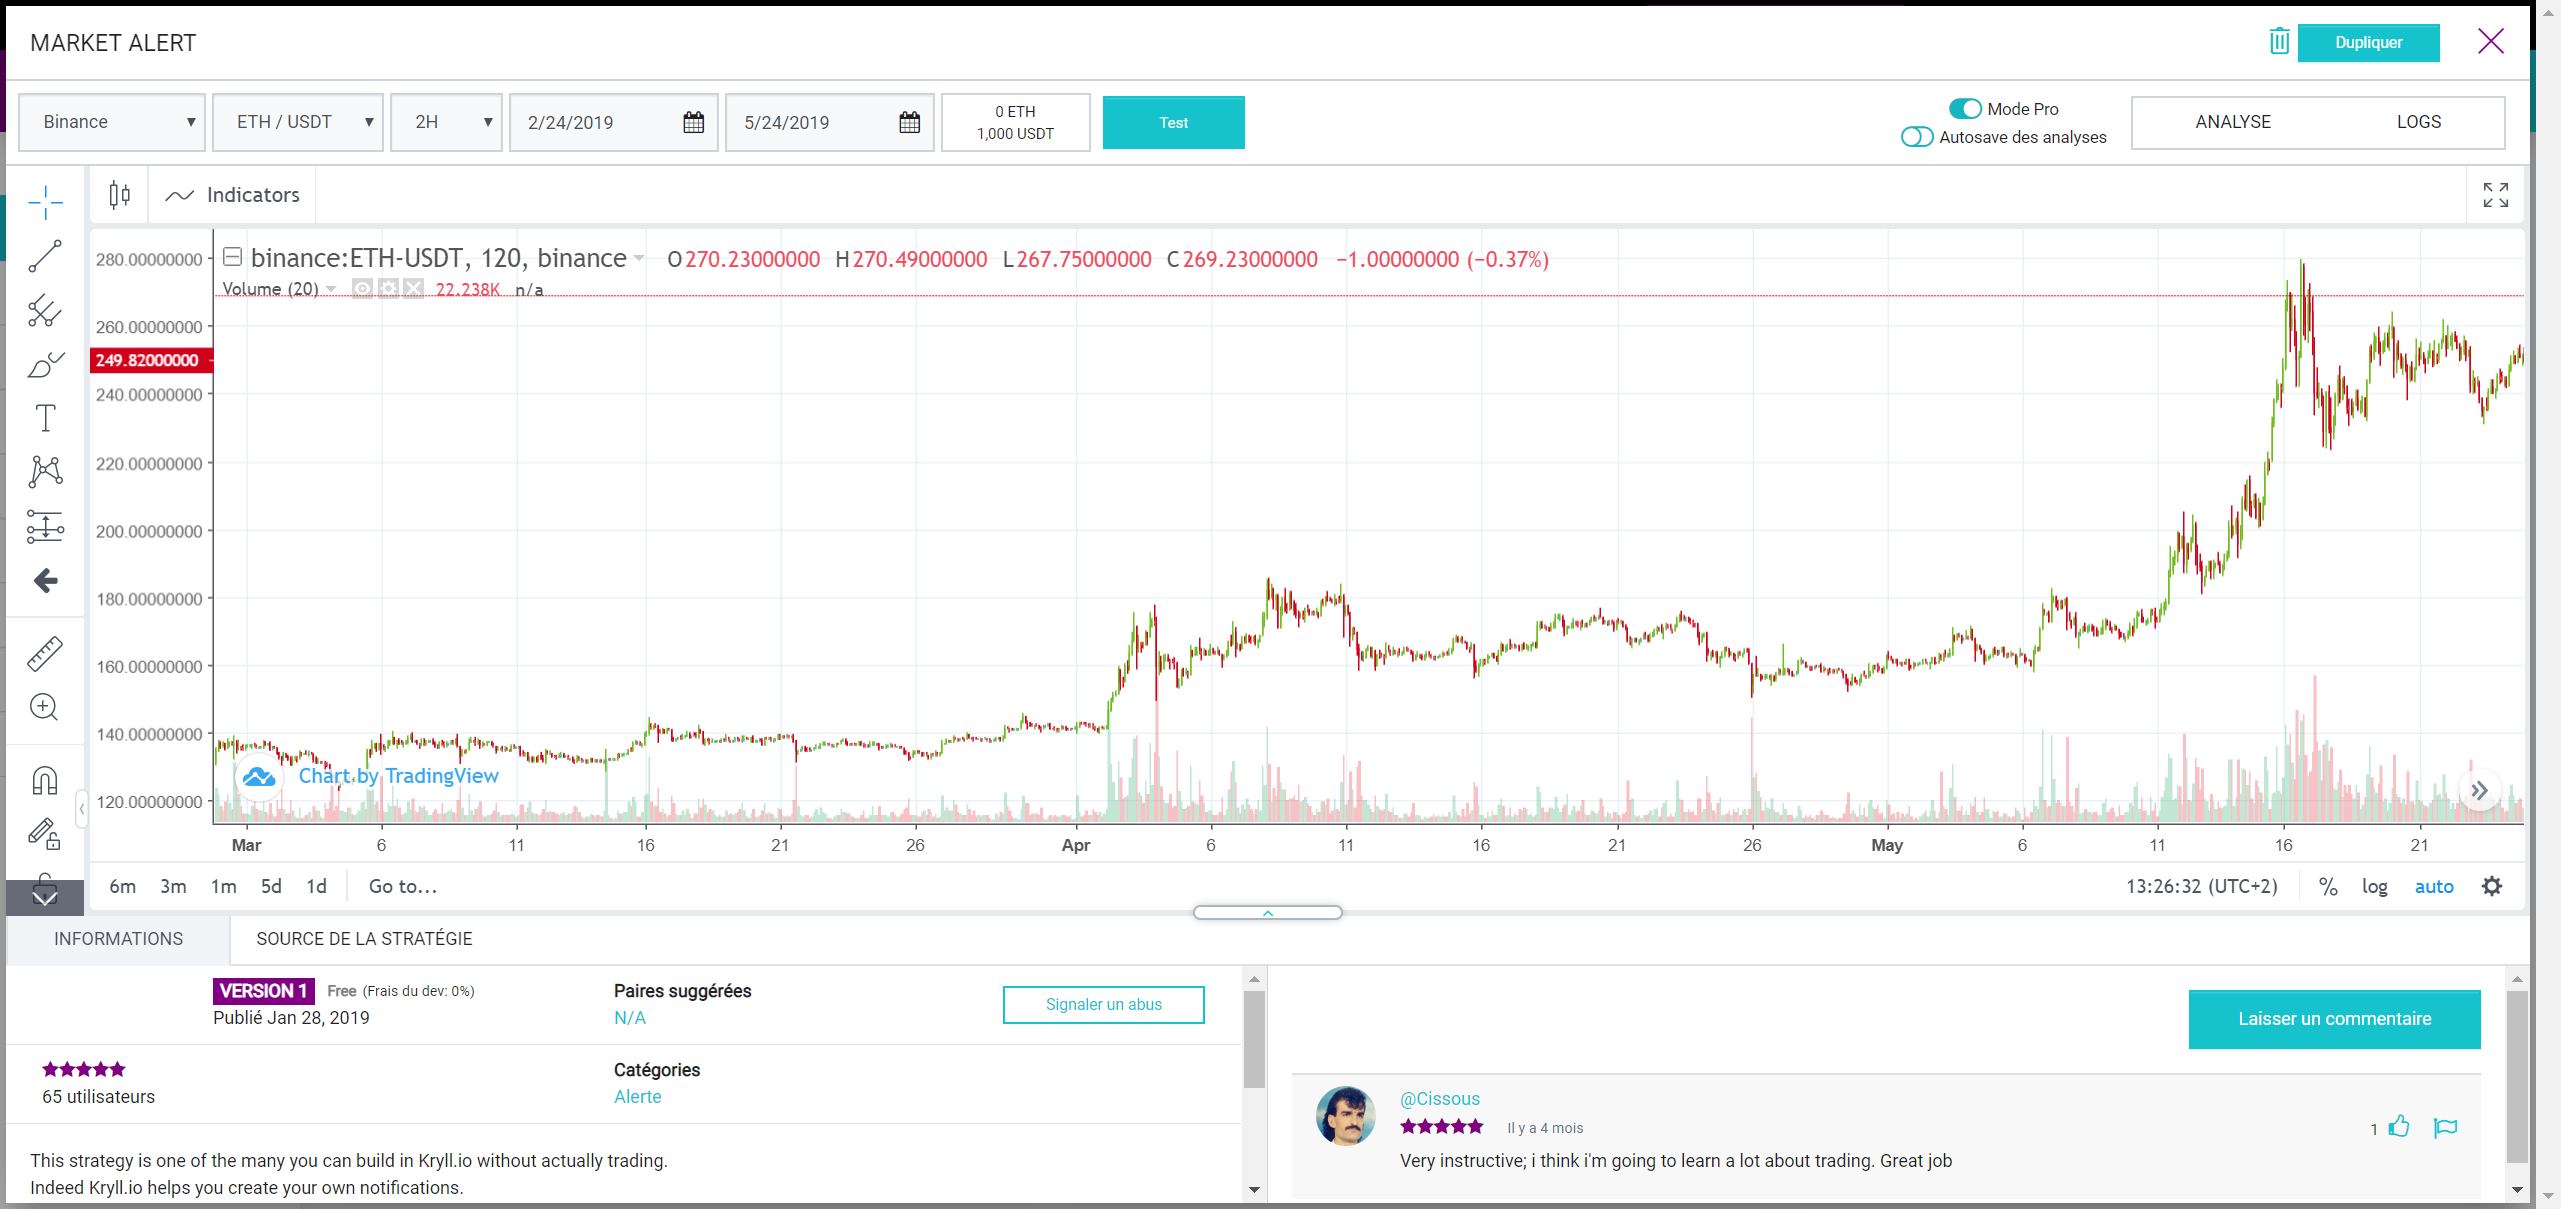 MARKET ALERT
Dupliquer
Binance
ETH / USDT
2H
2/24/2019
5/24/2019
0 ETH
1,000 USDT
Test
Mode Pro
Autosave des analyses
ANALYSE
LOGS
Indicators
binance:ETH-USDT, 120, binance O270.23000000 H270.49000000 L267.75000000 C269.23000000 −1.00000000 (−0.37%)
Volume (20) 22.238K n/a
280.00000000
260.00000000
249.82000000
240.00000000
220.00000000
200.00000000
180.00000000
160.00000000
140.00000000
120.00000000
Chart by TradingView
Mar 6 11 16 21 26 Apr 6 11 16 21 26 May 6 11 16 21
6m 3m 1m 5d 1d Go to... 13:26:32 (UTC+2) % log auto
INFORMATIONS
SOURCE DE LA STRATÉGIE
VERSION 1 Free (Frais du dev: 0%)
Publié Jan 28, 2019
Paires suggérées
N/A
Signaler un abus
65 utilisateurs
Catégories
Alerte
This strategy is one of the many you can build in Kryll.io without actually trading.
Indeed Kryll.io helps you create your own notifications.
Laisser un commentaire
@Cissous
Il y a 4 mois
1
Very instructive; i think i'm going to learn a lot about trading. Great job